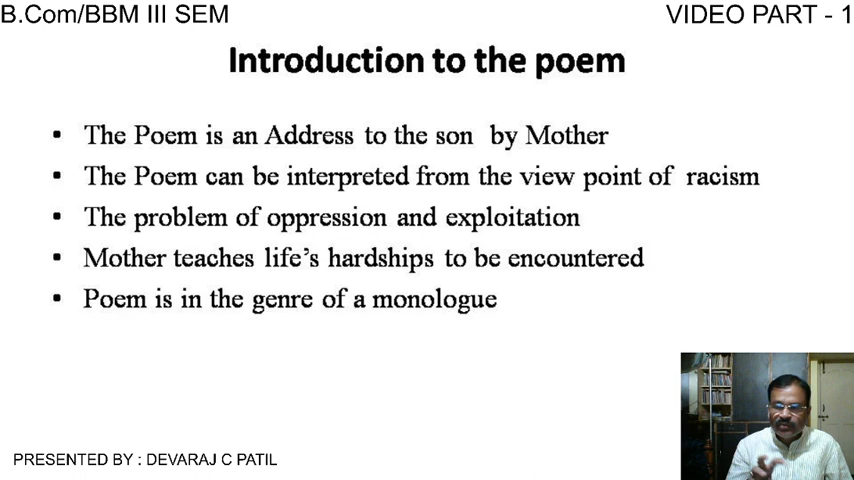 B.Com/BBM III SEM
VIDEO PART - 1
Introduction to the poem
▪ The Poem is an Address to the son by Mother
▪ The Poem can be interpreted from the view point of racism
▪ The problem of oppression and exploitation
▪ Mother teaches life's hardships to be encountered
▪ Poem is in the genre of a monologue
PRESENTED BY : DEVARAJ C PATIL